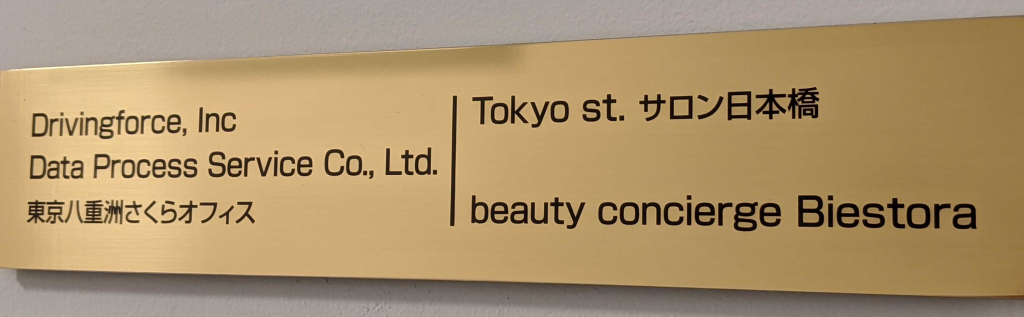 Drivingforce, Inc
Data Process Service Co., Ltd.
東京八重洲さくらオフィス
Tokyo st. サロン日本橋
beauty concierge Biestora